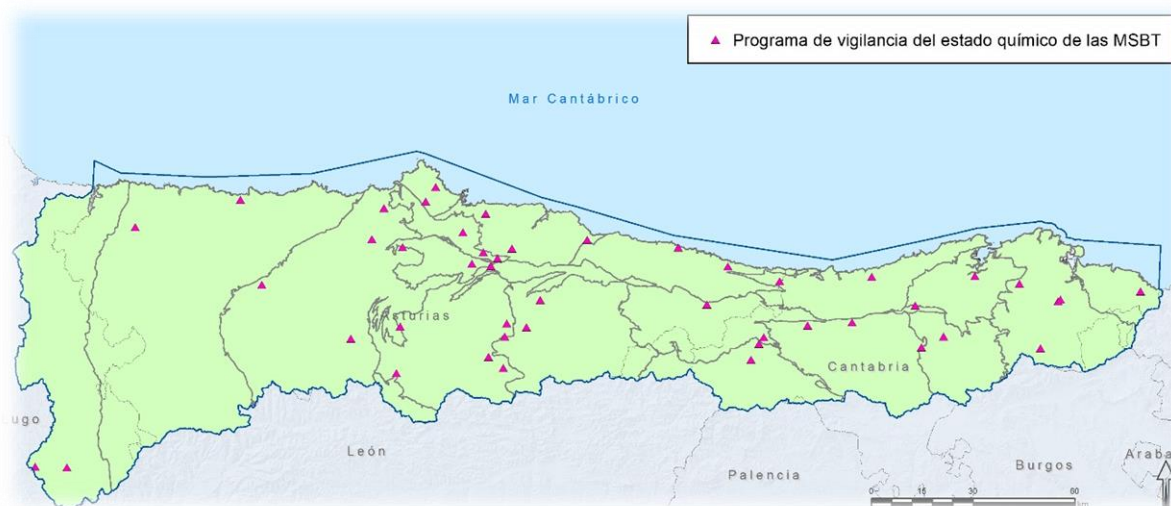 Programa de vigilancia del estado químico de las MSBT
Mar Cantábrico
Asturias
Cantabria
Lugo
León
Palencia
Burgos
Araba
0 15 30 60
km